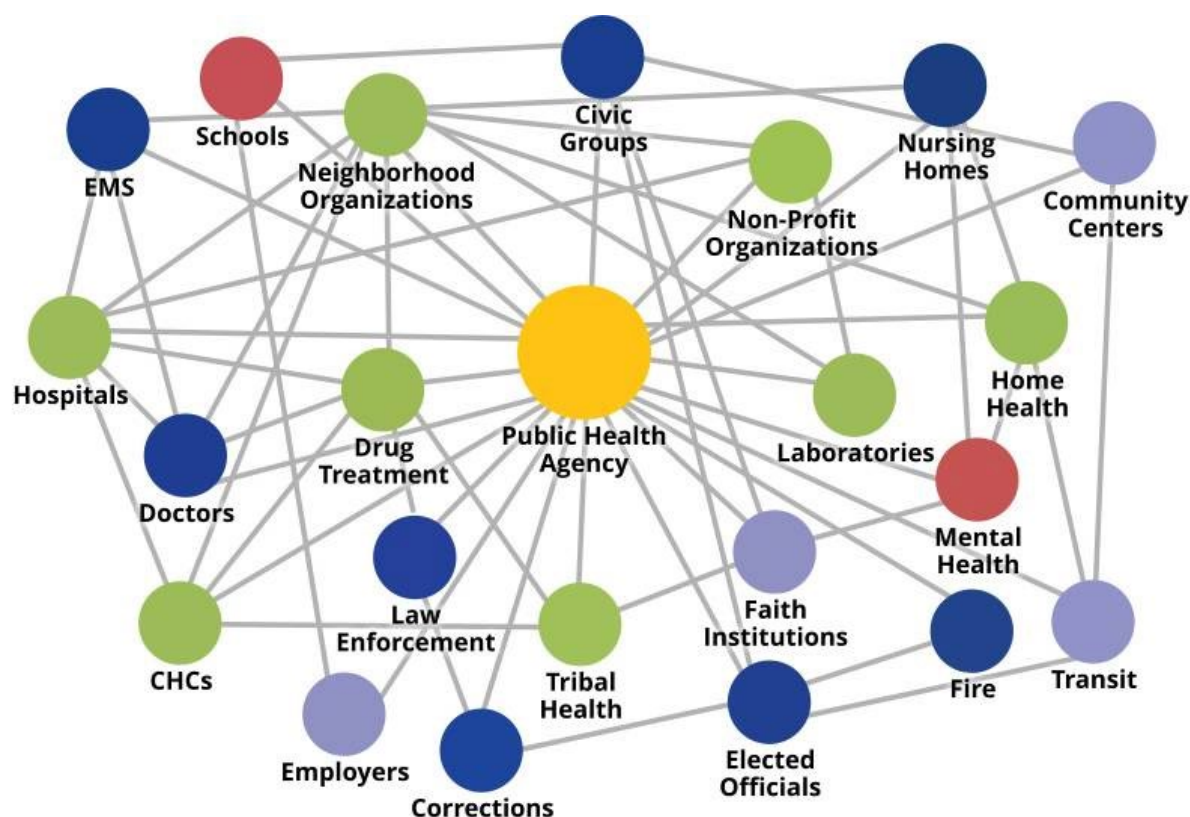 Schools
Civic
Groups
EMS
Neighborhood
Organizations
Nursing
Homes
Non-Profit
Organizations
Community
Centers
Hospitals
Home
Health
Drug
Treatment
Public Health
Agency
Laboratories
Doctors
Mental
Health
Law
Enforcement
Faith
Institutions
CHCs
Tribal
Health
Fire
Transit
Employers
Corrections
Elected
Officials